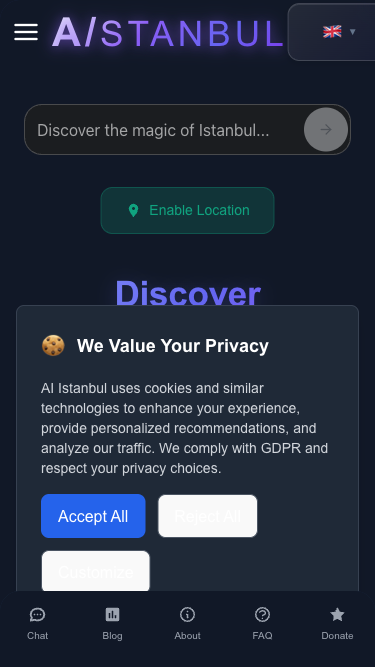 A/STANBUL
Discover the magic of Istanbul...
Enable Location
Discover
We Value Your Privacy
AI Istanbul uses cookies and similar
technologies to enhance your experience,
provide personalized recommendations, and
analyze our traffic. We comply with GDPR and
respect your privacy choices.
Accept All
Reject All
Customize
Chat
Blog
About
FAQ
Donate